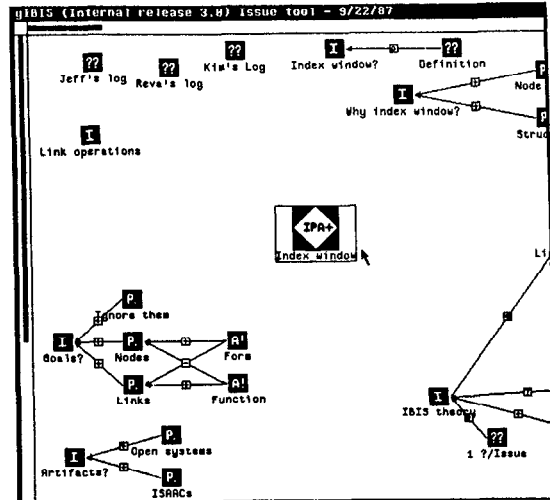 gIBIS (Internal release 3.0) Issue tool - 9/22/87
?? ?? ?? I ??
Jeff's log Reva's log Kim's Log Index window? Definition
I
Why index window?
Node
Struc
I
Link operations
IPA+
Index window
Li
P.
Ignore them
I P. A!
Goals? Nodes Form
P. A!
Links Function
I
IBIS theory
??
1 ?/Issue
P.
Open systems
I
Artifacts?
P.
ISAACs